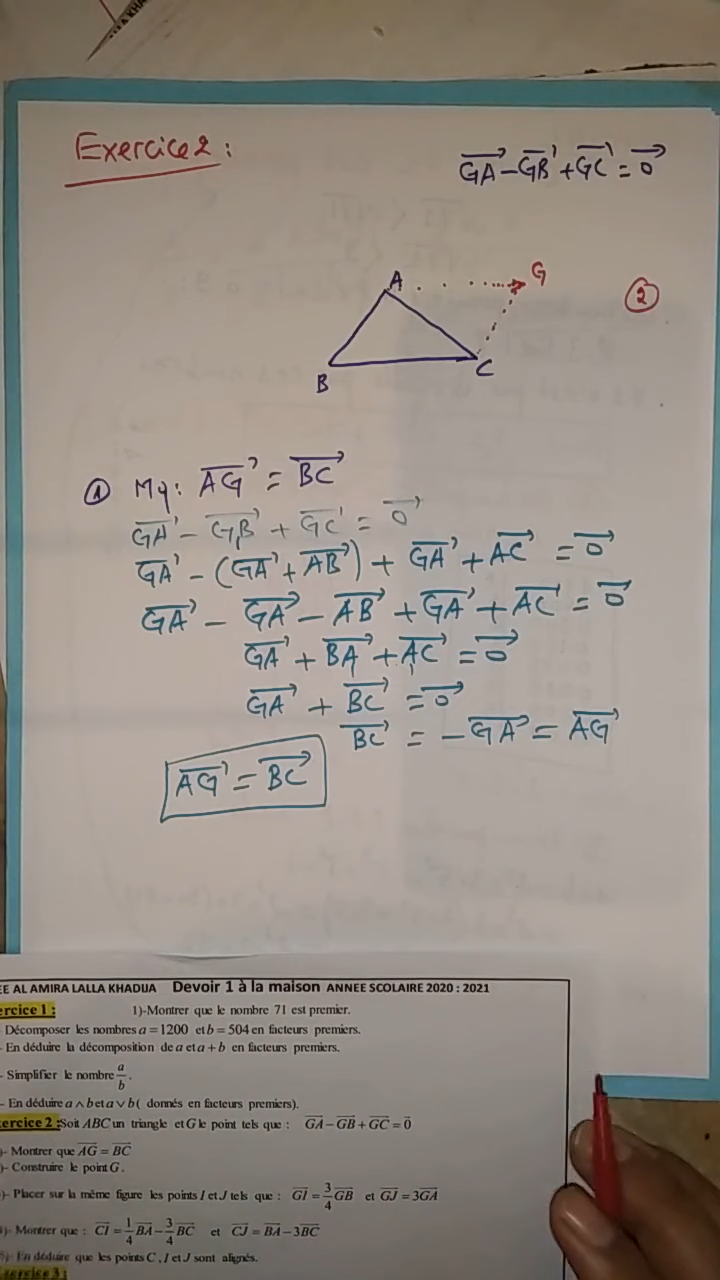 Exercice 2 :
GA⃗ - GB⃗ + GC⃗ = 0⃗
A
G
②
B
C
① Mq: AG⃗ = BC⃗
GA⃗ - GB⃗ + GC⃗ = 0⃗
GA⃗ - (GA⃗ + AB⃗) + GA⃗ + AC⃗ = 0⃗
GA⃗ - GA⃗ - AB⃗ + GA⃗ + AC⃗ = 0⃗
GA⃗ + BA⃗ + AC⃗ = 0⃗
GA⃗ + BC⃗ = 0⃗
BC⃗ = - GA⃗ = AG⃗
AG⃗ = BC⃗
EE AL AMIRA LALLA KHADIJA Devoir 1 à la maison ANNEE SCOLAIRE 2020 : 2021
ercice 1 : 1)-Montrer que le nombre 71 est premier.
- Décomposer les nombres a = 1200 et b = 504 en facteurs premiers.
- En déduire la décomposition de a et a + b en facteurs premiers.
- Simplifier le nombre a/b .
- En déduire a ∧ b et a ∨ b ( donnés en facteurs premiers).
ercice 2 : Soit ABC un triangle et G le point tels que : GA⃗ - GB⃗ + GC⃗ = 0⃗
)- Montrer que AG⃗ = BC⃗
)- Construire le point G .
)- Placer sur la même figure les points I et J tels que : GI⃗ = 3/4 GB⃗ et GJ⃗ = 3GA⃗
)- Montrer que : CI⃗ = 1/4 BA⃗ - 3/4 BC⃗ et CJ⃗ = BA⃗ - 3BC⃗
)- En déduire que les points C , I et J sont alignés.
xercice 3 :